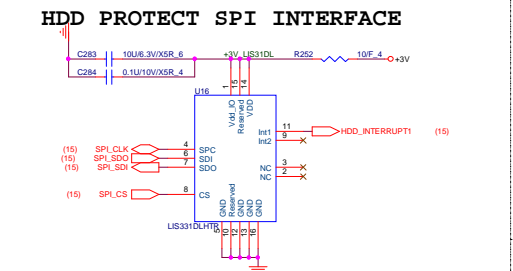 HDD PROTECT SPI INTERFACE
C283 10U/6.3V/X5R_6 +3V_LIS31DL R252 10/F_4
+3V
C284 0.1U/10V/X5R_4
U16
1 15 14
Vdd_IO Reserved VDD
Int1 11 HDD_INTERRUPT1 (15)
Int2 9
(15) SPI_CLK 4 SPC
(15) SPI_SDO 6 SDI
(15) SPI_SDI 7 SDO
NC 3
NC 2
(15) SPI_CS 8 CS
GND Reserved GND GND GND
5 10 12 13 16
LIS331DLHTR